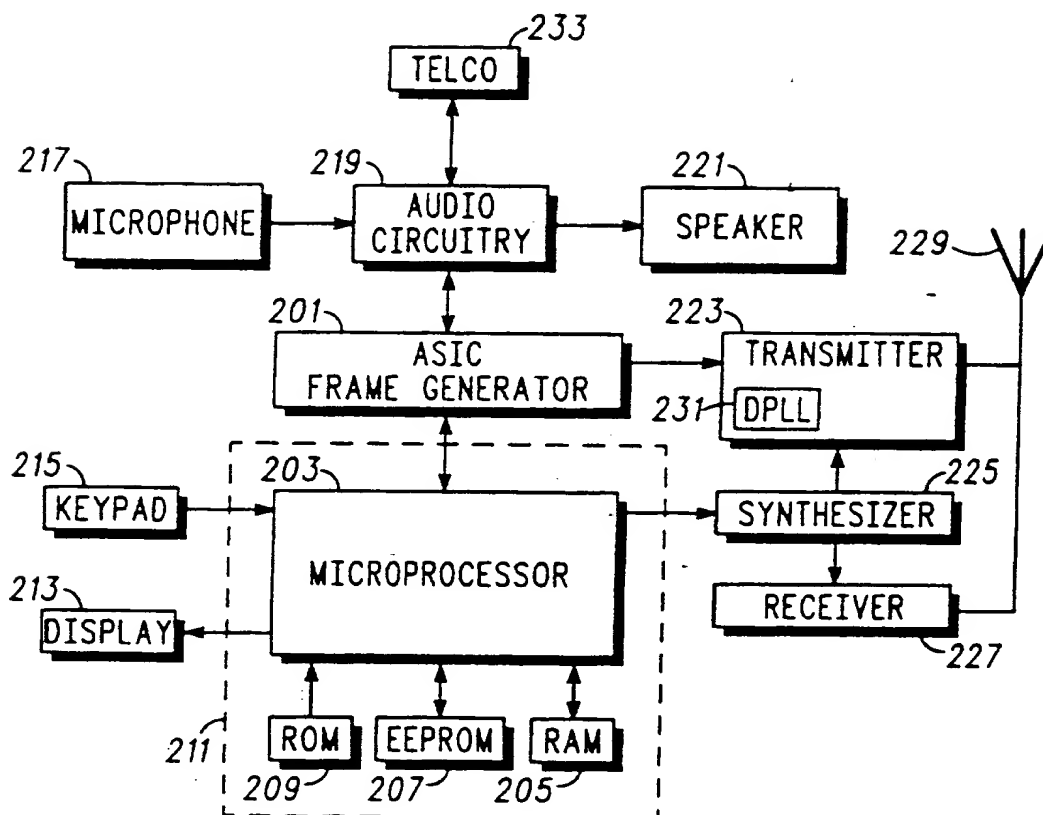 233
TELCO
217
219
221
MICROPHONE
AUDIO
CIRCUITRY
SPEAKER
229
201
223
ASIC
FRAME GENERATOR
TRANSMITTER
231
DPLL
215
203
225
KEYPAD
SYNTHESIZER
MICROPROCESSOR
213
DISPLAY
RECEIVER
227
211
ROM
EEPROM
RAM
209
207
205